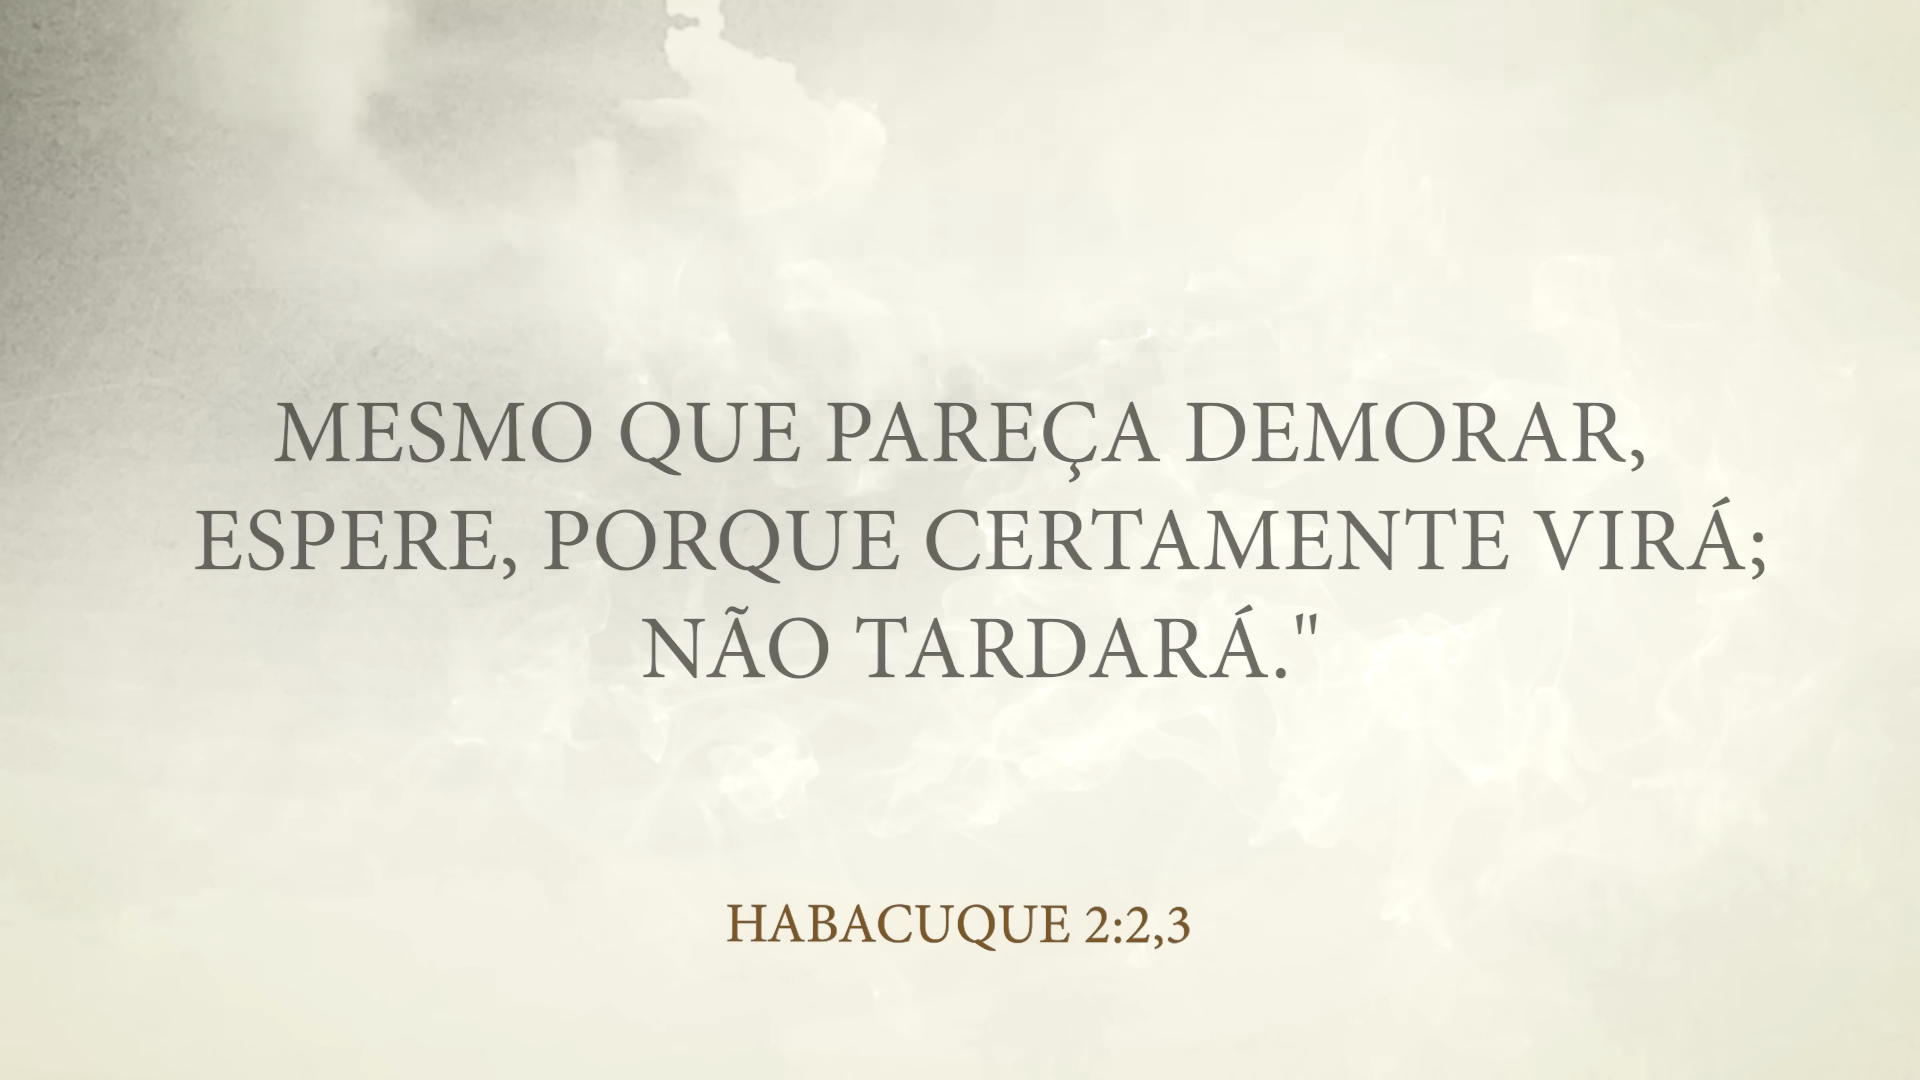 MESMO QUE PAREÇA DEMORAR,
ESPERE, PORQUE CERTAMENTE VIRÁ;
NÃO TARDARÁ."
HABACUQUE 2:2,3